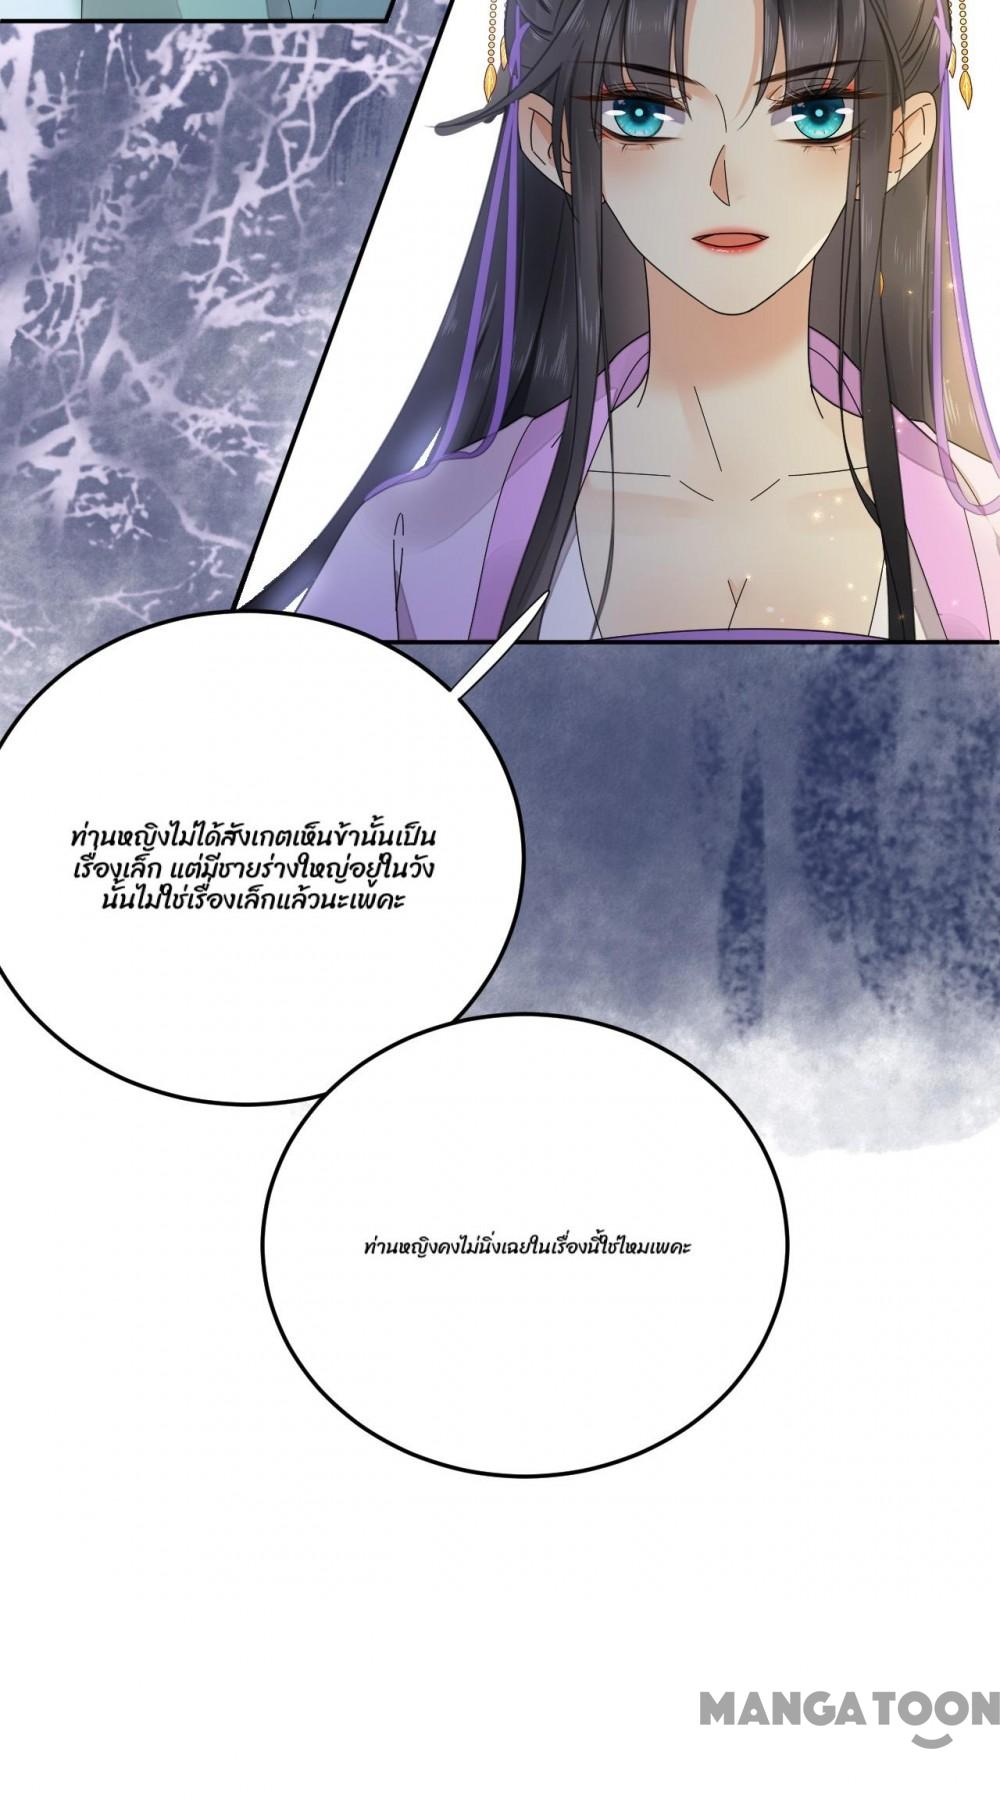 ท่านหญิงไม่ได้สังเกตเห็นข้านั้นเป็น
เรื่องเล็ก แต่มีชายร่างใหญ่อยู่ในวัง
นั้นไม่ใช่เรื่องเล็กแล้วนะเพคะ
ท่านหญิงคงไม่นิ่งเฉยในเรื่องนี้ใช่ไหมเพคะ
MANGATOON